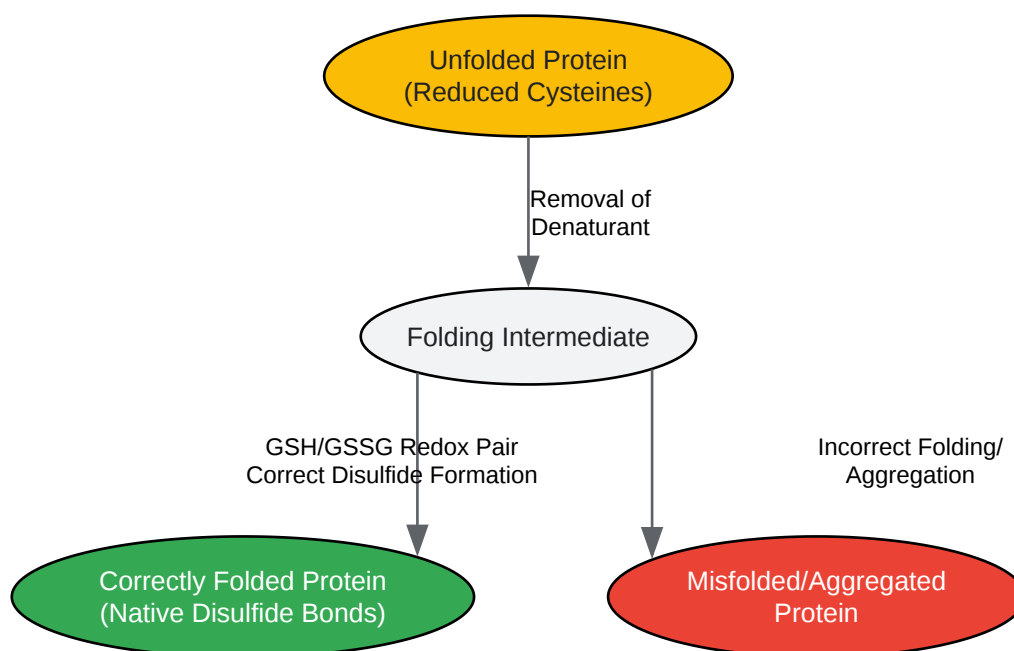 Unfolded Protein
(Reduced Cysteines)
Removal of
Denaturant
Folding Intermediate
GSH/GSSG Redox Pair
Correct Disulfide Formation
Incorrect Folding/
Aggregation
Correctly Folded Protein
(Native Disulfide Bonds)
Misfolded/Aggregated
Protein